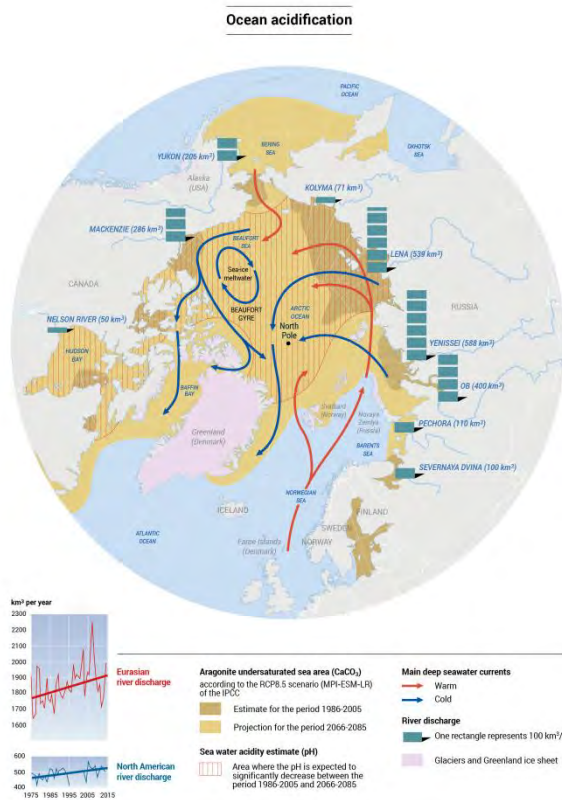 Ocean acidification
PACIFIC
OCEAN
BERING
SEA
OKHOTSK
SEA
YUKON (206 km³)
Alaska
(USA)
KOLYMA (71 km³)
MACKENZIE (286 km³)
BEAUFORT
SEA
LENA (539 km³)
Sea-ice
meltwater
CANADA
BEAUFORT
GYRE
ARCTIC
OCEAN
RUSSIA
NELSON RIVER (50 km³)
North
Pole
YENISSEI (588 km³)
HUDSON
BAY
OB (400 km³)
BAFFIN
BAY
Svalbard
(Norway)
Novaya
Zemlya
(Russia)
Greenland
(Denmark)
PECHORA (110 km³)
BARENTS
SEA
SEVERNAYA DVINA (100 km³)
NORWEGIAN
SEA
ICELAND
FINLAND
SWEDEN
ATLANTIC
OCEAN
Faroe Islands
(Denmark)
NORWAY
km³ per year
2300
2200
2100
2000
1900
1800
1700
1600
Eurasian
river discharge
600
500
400
North American
river discharge
1975
1985
1995
2005
2015
Aragonite undersaturated sea area (CaCO₃)
according to the RCP8.5 scenario (MPI-ESM-LR)
of the IPCC
Estimate for the period 1986-2005
Projection for the period 2066-2085
Sea water acidity estimate (pH)
Area where the pH is expected to
significantly decrease between the
period 1986-2005 and 2066-2085
Main deep seawater currents
Warm
Cold
River discharge
One rectangle represents 100 km³/
Glaciers and Greenland ice sheet